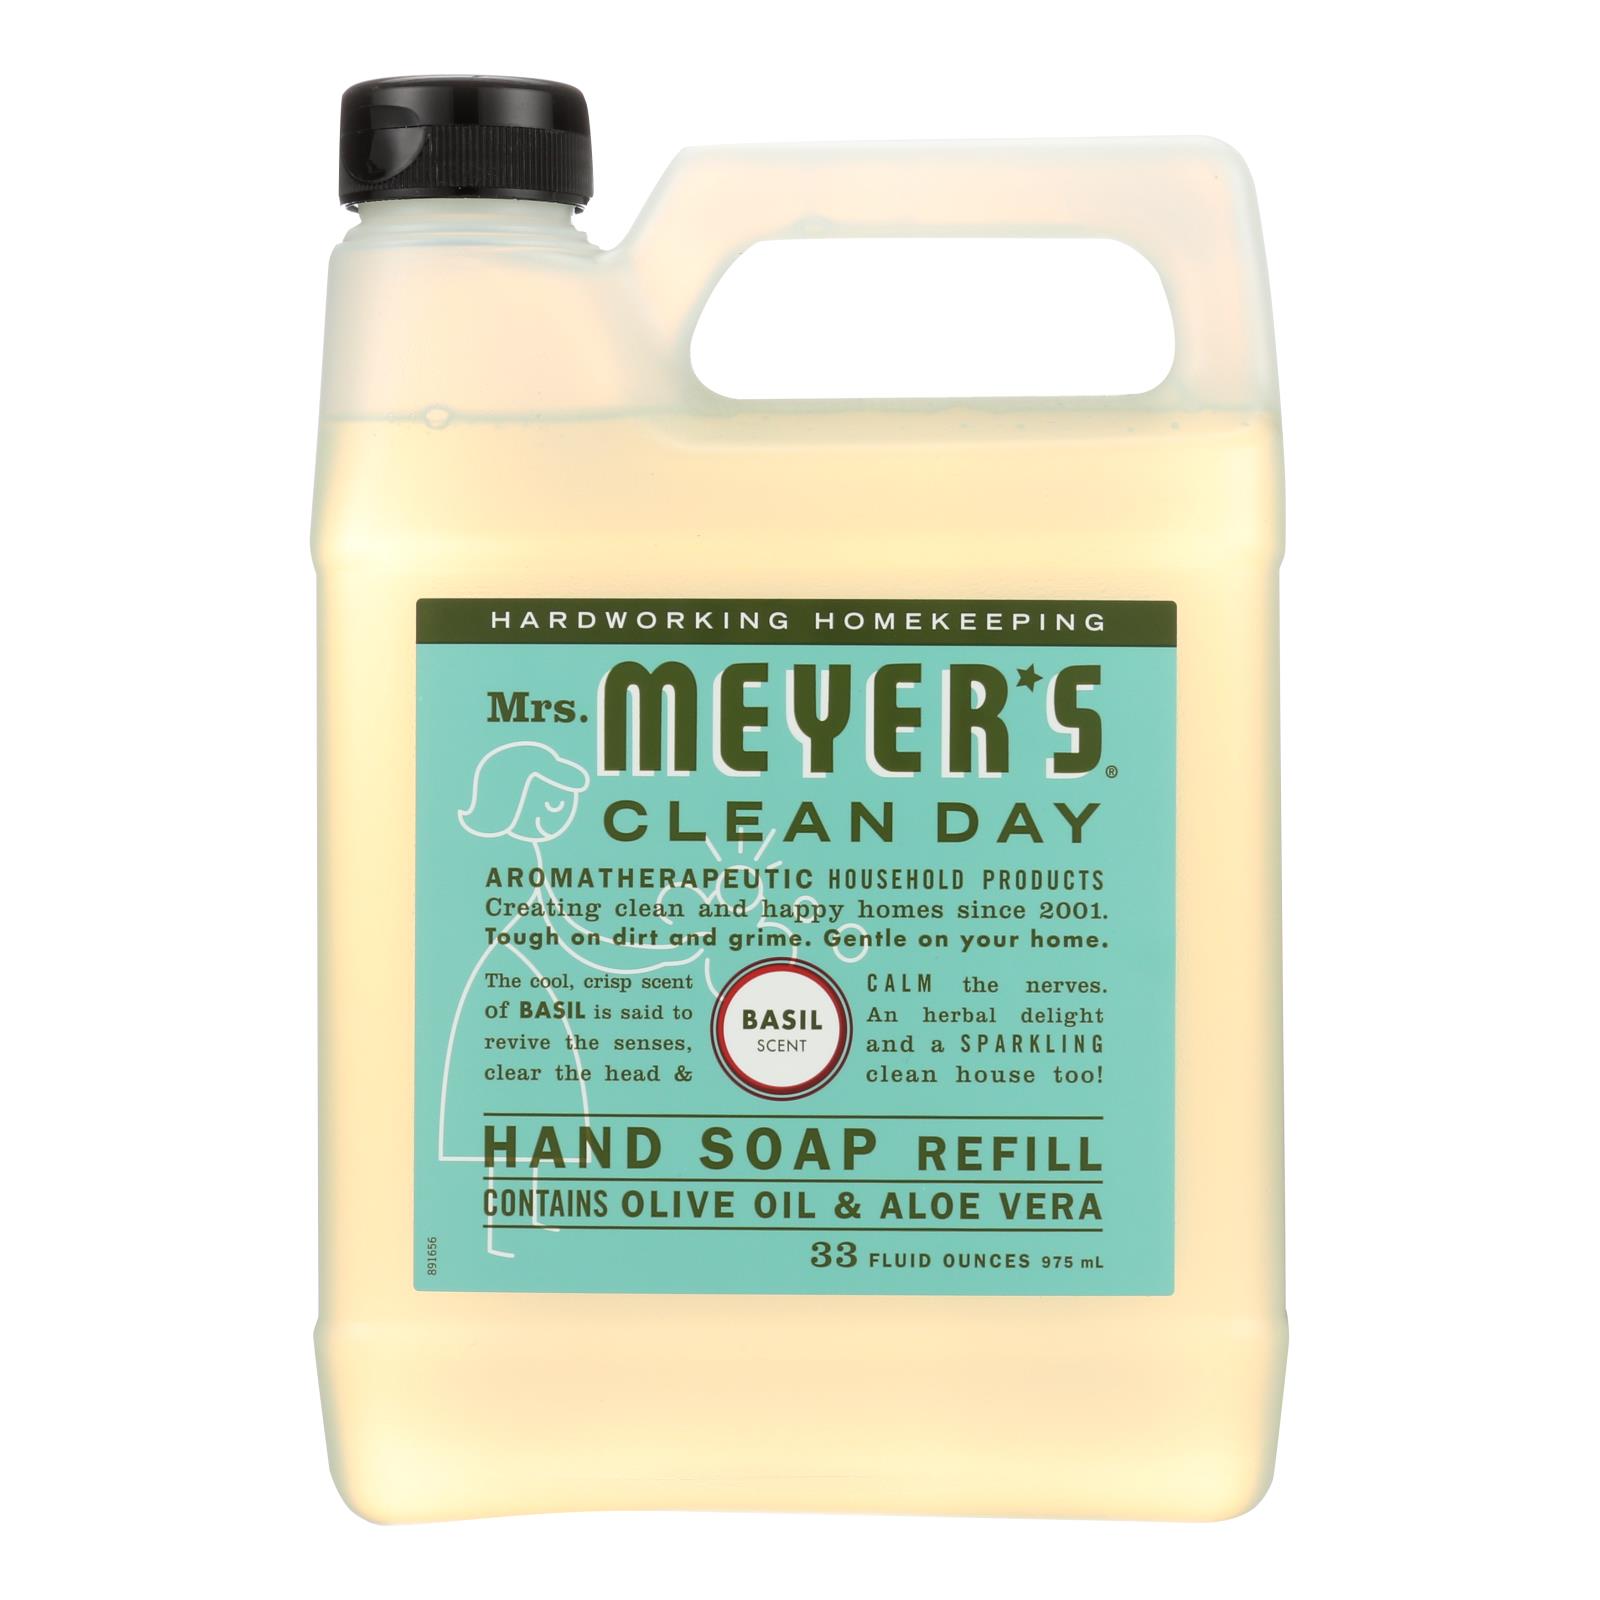 HARDWORKING HOMEKEEPING
Mrs. MEYER'S®
CLEAN DAY
AROMATHERAPEUTIC HOUSEHOLD PRODUCTS
Creating clean and happy homes since 2001.
Tough on dirt and grime. Gentle on your home.
The cool, crisp scent
of BASIL is said to
revive the senses,
clear the head &
BASIL
SCENT
CALM the nerves.
An herbal delight
and a SPARKLING
clean house too!
HAND SOAP REFILL
CONTAINS OLIVE OIL & ALOE VERA
33 FLUID OUNCES 975 mL
891656